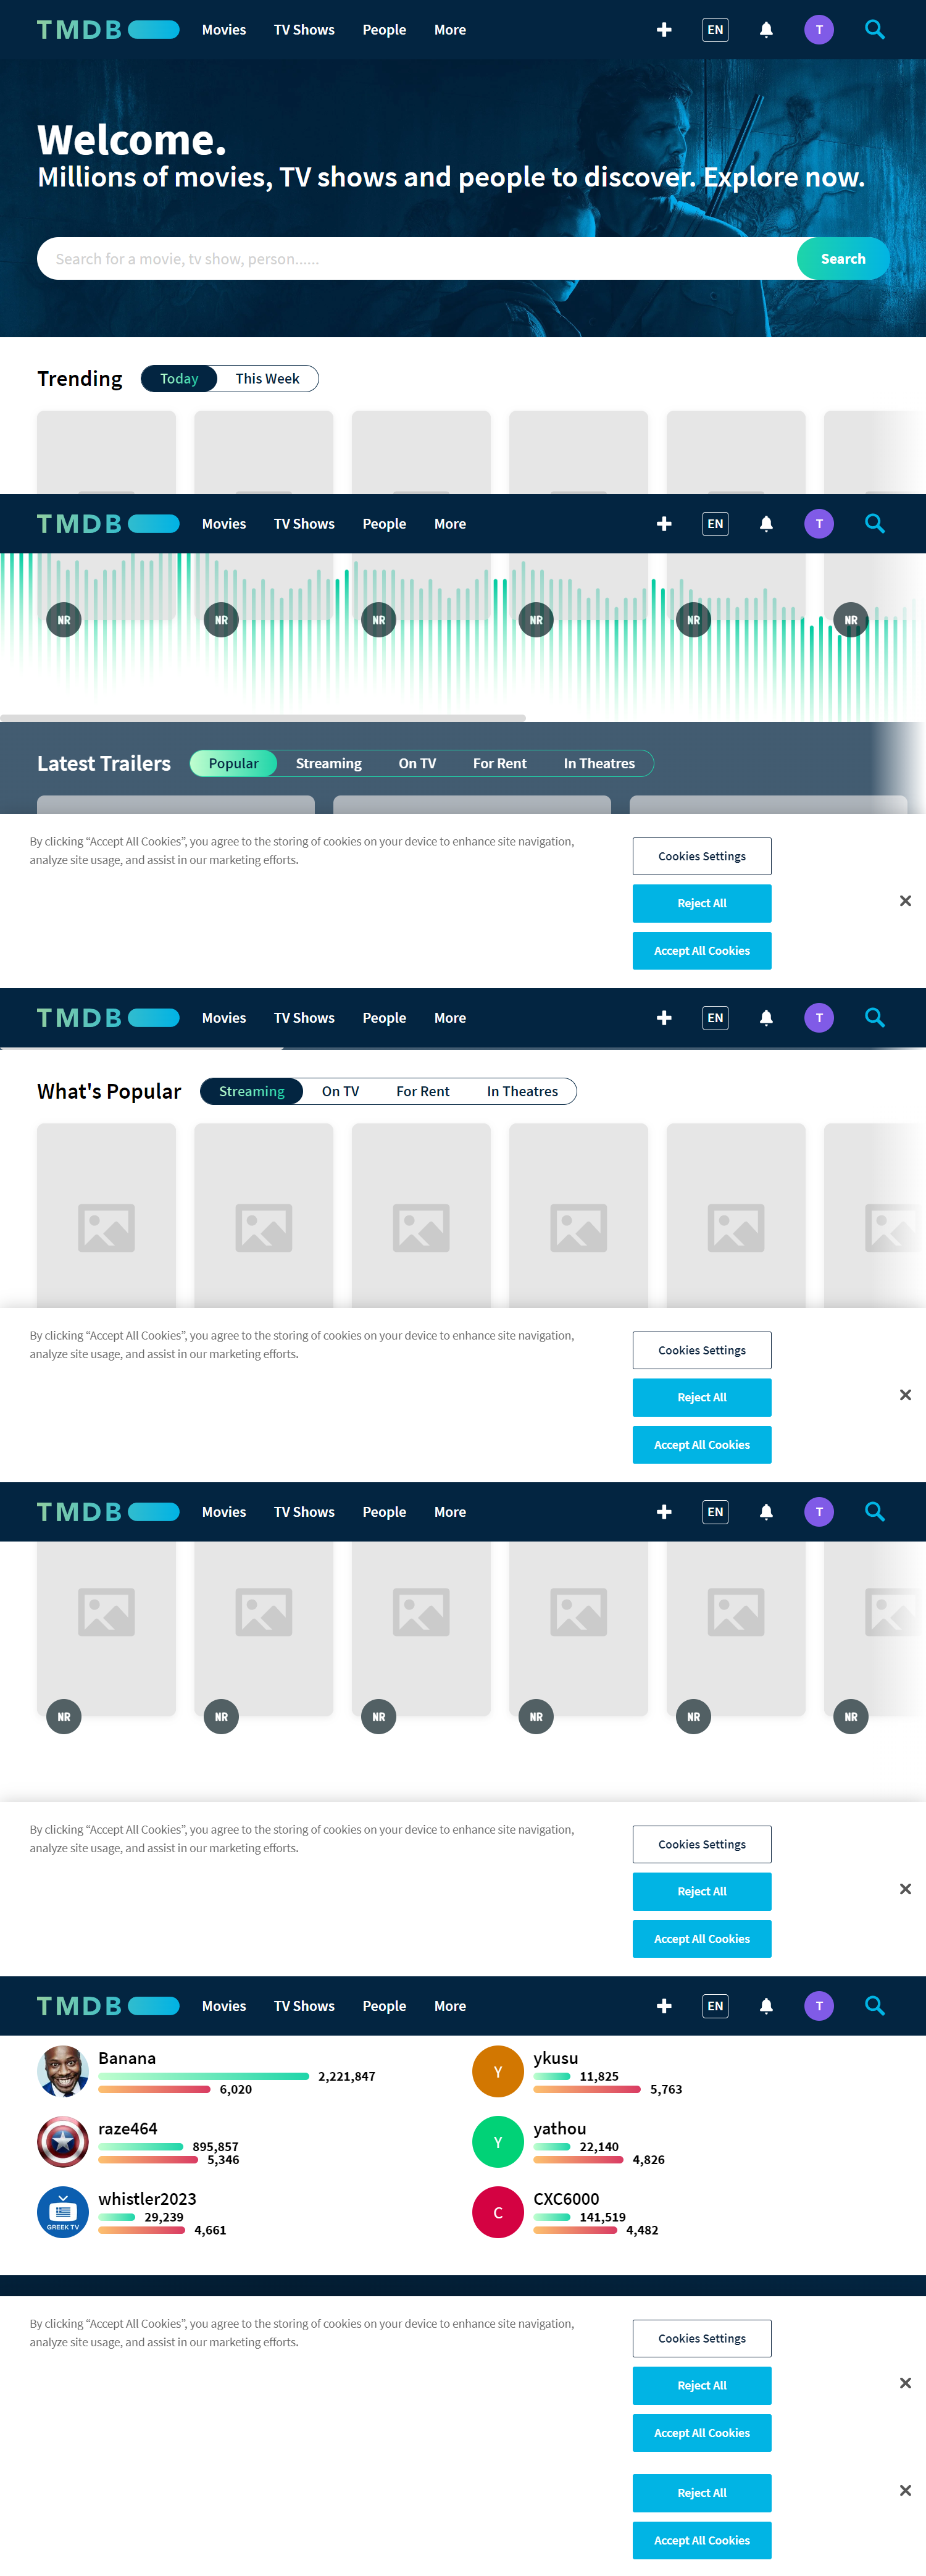 TMDB Movies TV Shows People More + EN T
Welcome.
Millions of movies, TV shows and people to discover. Explore now.
Search for a movie, tv show, person...... Search
Trending Today This Week
TMDB Movies TV Shows People More EN T
NR NR NR NR NR NR
Latest Trailers Popular Streaming On TV For Rent In Theatres
By clicking “Accept All Cookies”, you agree to the storing of cookies on your device to enhance site navigation,
analyze site usage, and assist in our marketing efforts.
Cookies Settings
Reject All
Accept All Cookies
TMDB Movies TV Shows People More EN T
What's Popular Streaming On TV For Rent In Theatres
By clicking “Accept All Cookies”, you agree to the storing of cookies on your device to enhance site navigation,
analyze site usage, and assist in our marketing efforts.
Cookies Settings
Reject All
Accept All Cookies
TMDB Movies TV Shows People More EN T
NR NR NR NR NR NR
By clicking “Accept All Cookies”, you agree to the storing of cookies on your device to enhance site navigation,
analyze site usage, and assist in our marketing efforts.
Cookies Settings
Reject All
Accept All Cookies
TMDB Movies TV Shows People More EN T
Banana
2,221,847
6,020
Y
ykusu
11,825
5,763
raze464
895,857
5,346
Y
yathou
22,140
4,826
GREEK TV
whistler2023
29,239
4,661
C
CXC6000
141,519
4,482
By clicking “Accept All Cookies”, you agree to the storing of cookies on your device to enhance site navigation,
analyze site usage, and assist in our marketing efforts.
Cookies Settings
Reject All
Accept All Cookies
Reject All
Accept All Cookies